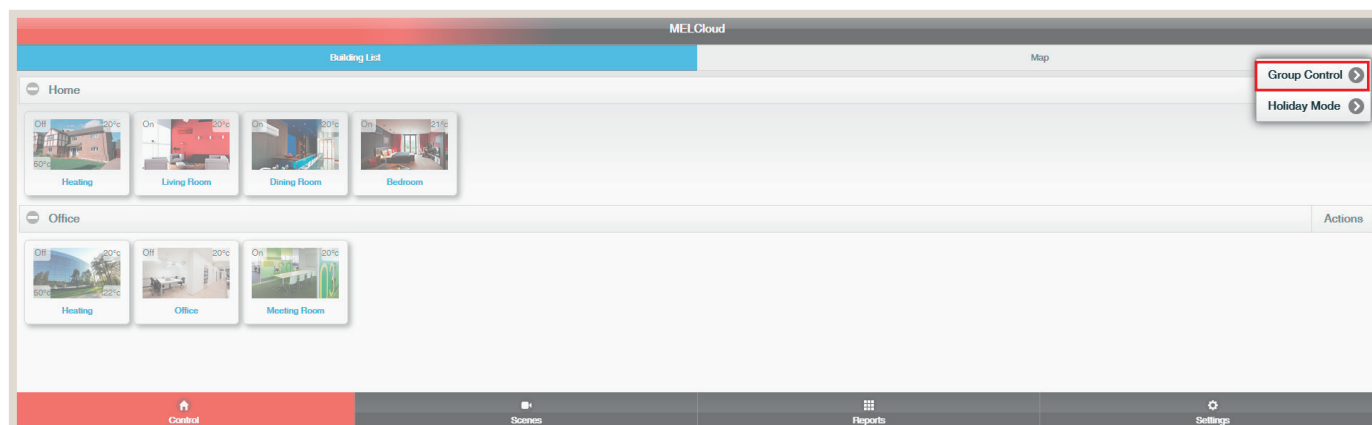 MELCloud
Building List Map
Group Control
Home
Holiday Mode
Off 20°c On 20°c On 20°c On 21°c
50°c
Heating Living Room Dining Room Bedroom
Office Actions
Off 20°c Off 20°c On 20°c
50°c 22°c
Heating Office Meeting Room
Control Scenes Reports Settings